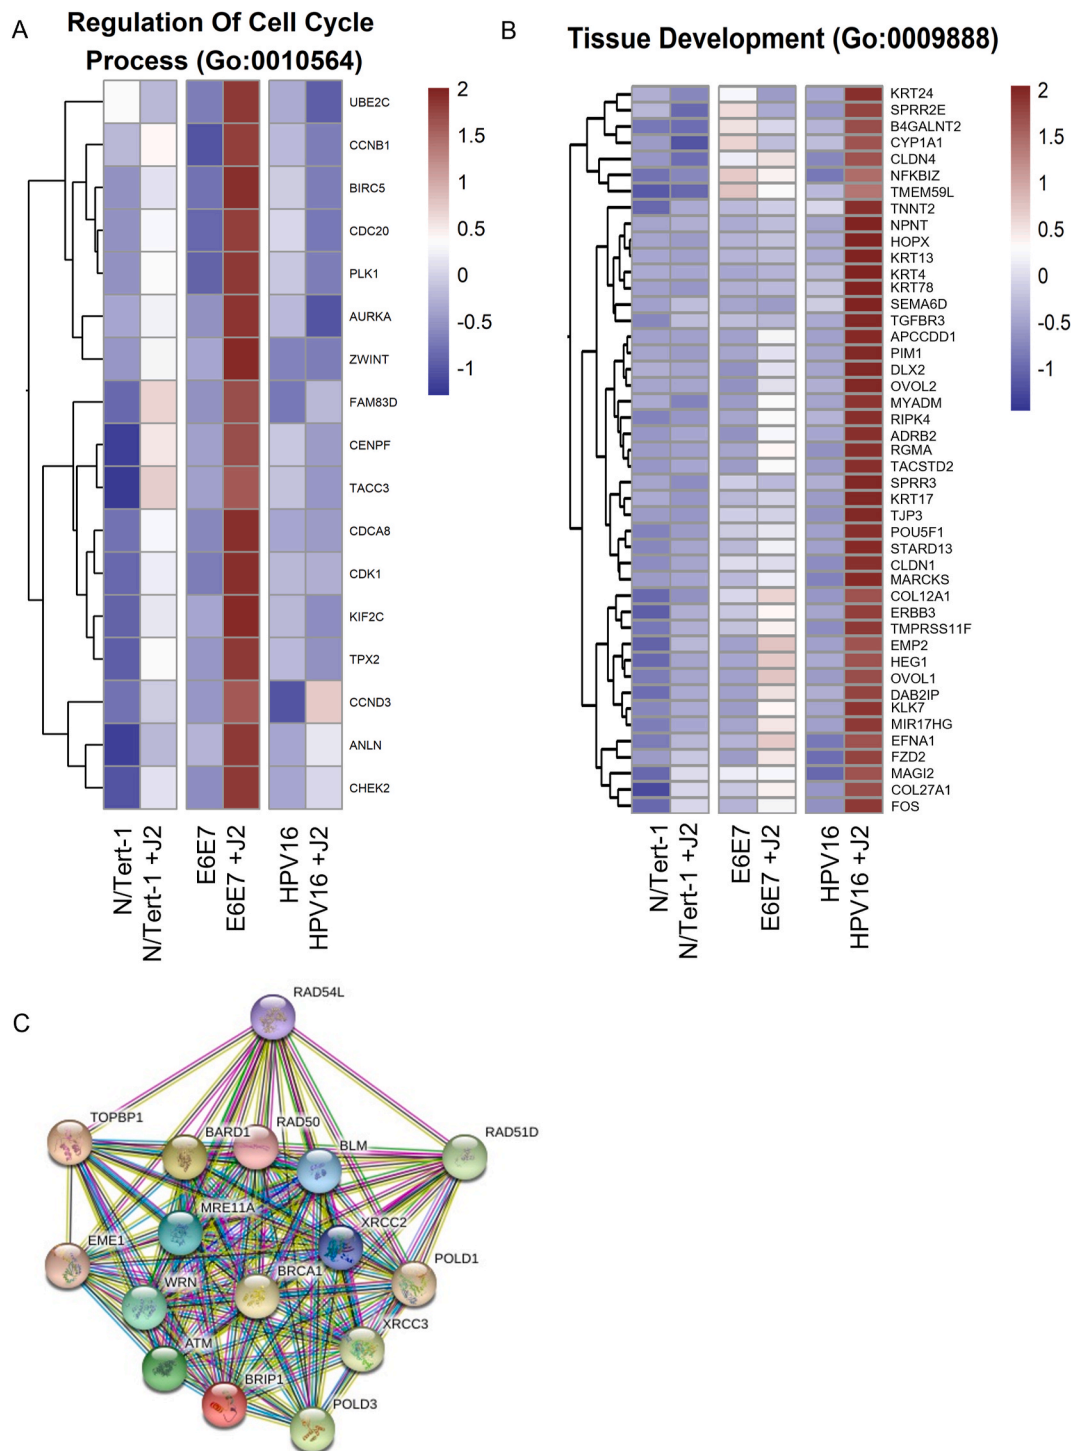 A
Regulation Of Cell Cycle
Process (Go:0010564)
2
1.5
1
0.5
0
-0.5
-1
UBE2C
CCNB1
BIRC5
CDC20
PLK1
AURKA
ZWINT
FAM83D
CENPF
TACC3
CDCA8
CDK1
KIF2C
TPX2
CCND3
ANLN
CHEK2
N/Tert-1
N/Tert-1 +J2
E6E7
E6E7 +J2
HPV16
HPV16 +J2
B
Tissue Development (Go:0009888)
2
1.5
1
0.5
0
-0.5
-1
KRT24
SPRR2E
B4GALNT2
CYP1A1
CLDN4
NFKBIZ
TMEM59L
TNNT2
NPNT
HOPX
KRT13
KRT4
KRT78
SEMA6D
TGFBR3
APCCDD1
PIM1
DLX2
OVOL2
MYADM
RIPK4
ADRB2
RGMA
TACSTD2
SPRR3
KRT17
TJP3
POU5F1
STARD13
CLDN1
MARCKS
COL12A1
ERBB3
TMPRSS11F
EMP2
HEG1
OVOL1
DAB2IP
KLK7
MIR17HG
EFNA1
FZD2
MAGI2
COL27A1
FOS
N/Tert-1
N/Tert-1 +J2
E6E7
E6E7 +J2
HPV16
HPV16 +J2
C
RAD54L
TOPBP1
BARD1
RAD50
BLM
RAD51D
MRE11A
XRCC2
EME1
WRN
BRCA1
POLD1
XRCC3
ATM
BRIP1
POLD3